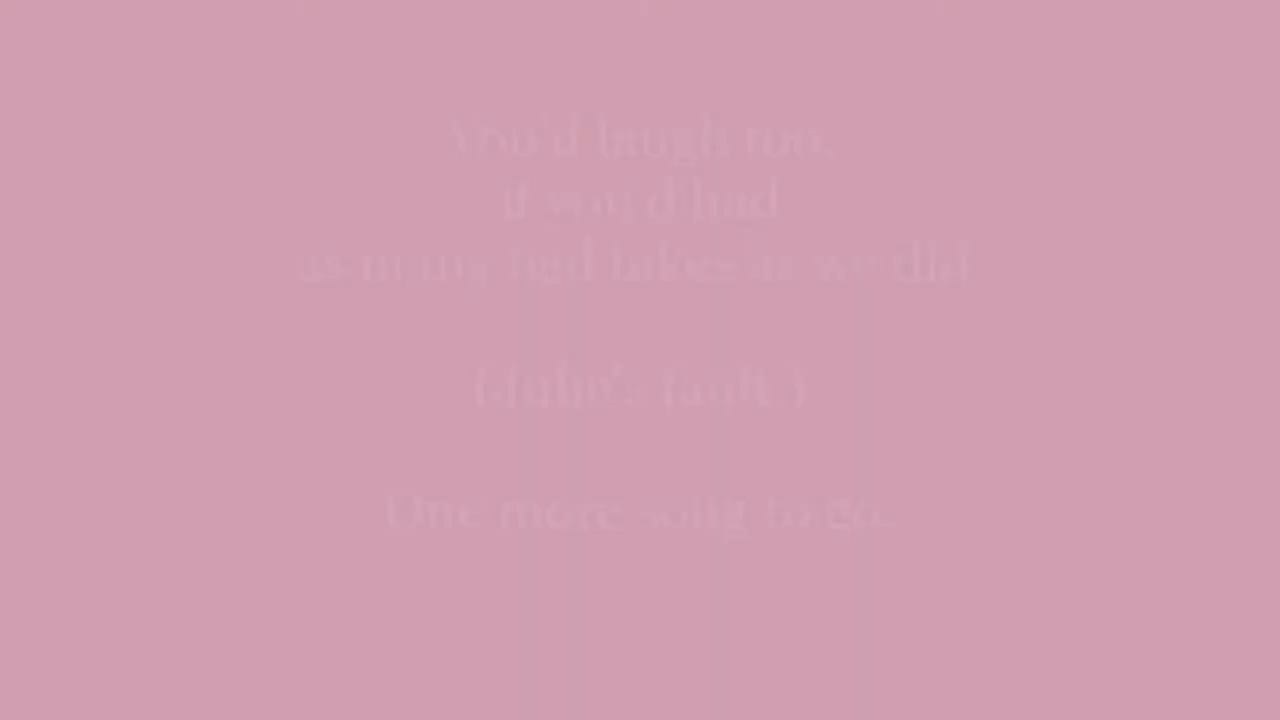 You'd laugh too,
if you'd had
as many bad takes as we did
fault.)
One more song to go.